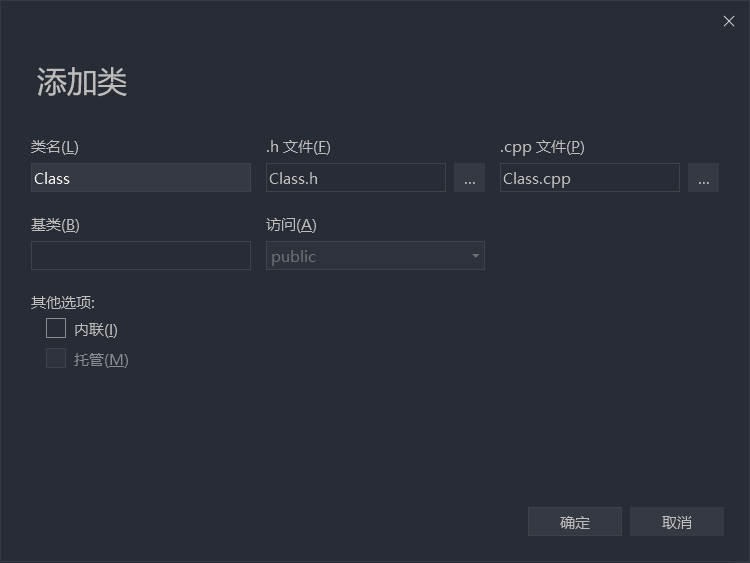 添加类
类名(L) .h 文件(F) .cpp 文件(P)
Class Class.h ... Class.cpp ...
基类(B) 访问(A)
public
其他选项:
内联(I)
托管(M)
确定 取消